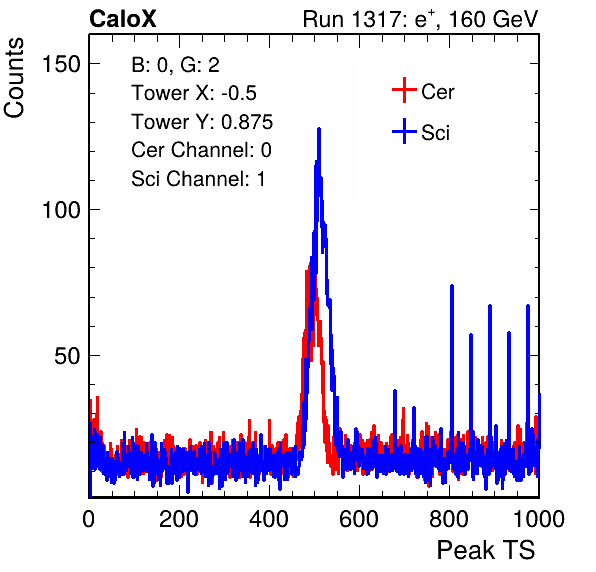 CaloX Run 1317: e+, 160 GeV
Counts
150
100
50
B: 0, G: 2
Tower X: -0.5
Tower Y: 0.875
Cer Channel: 0
Sci Channel: 1
Cer
Sci
0 200 400 600 800 1000
Peak TS